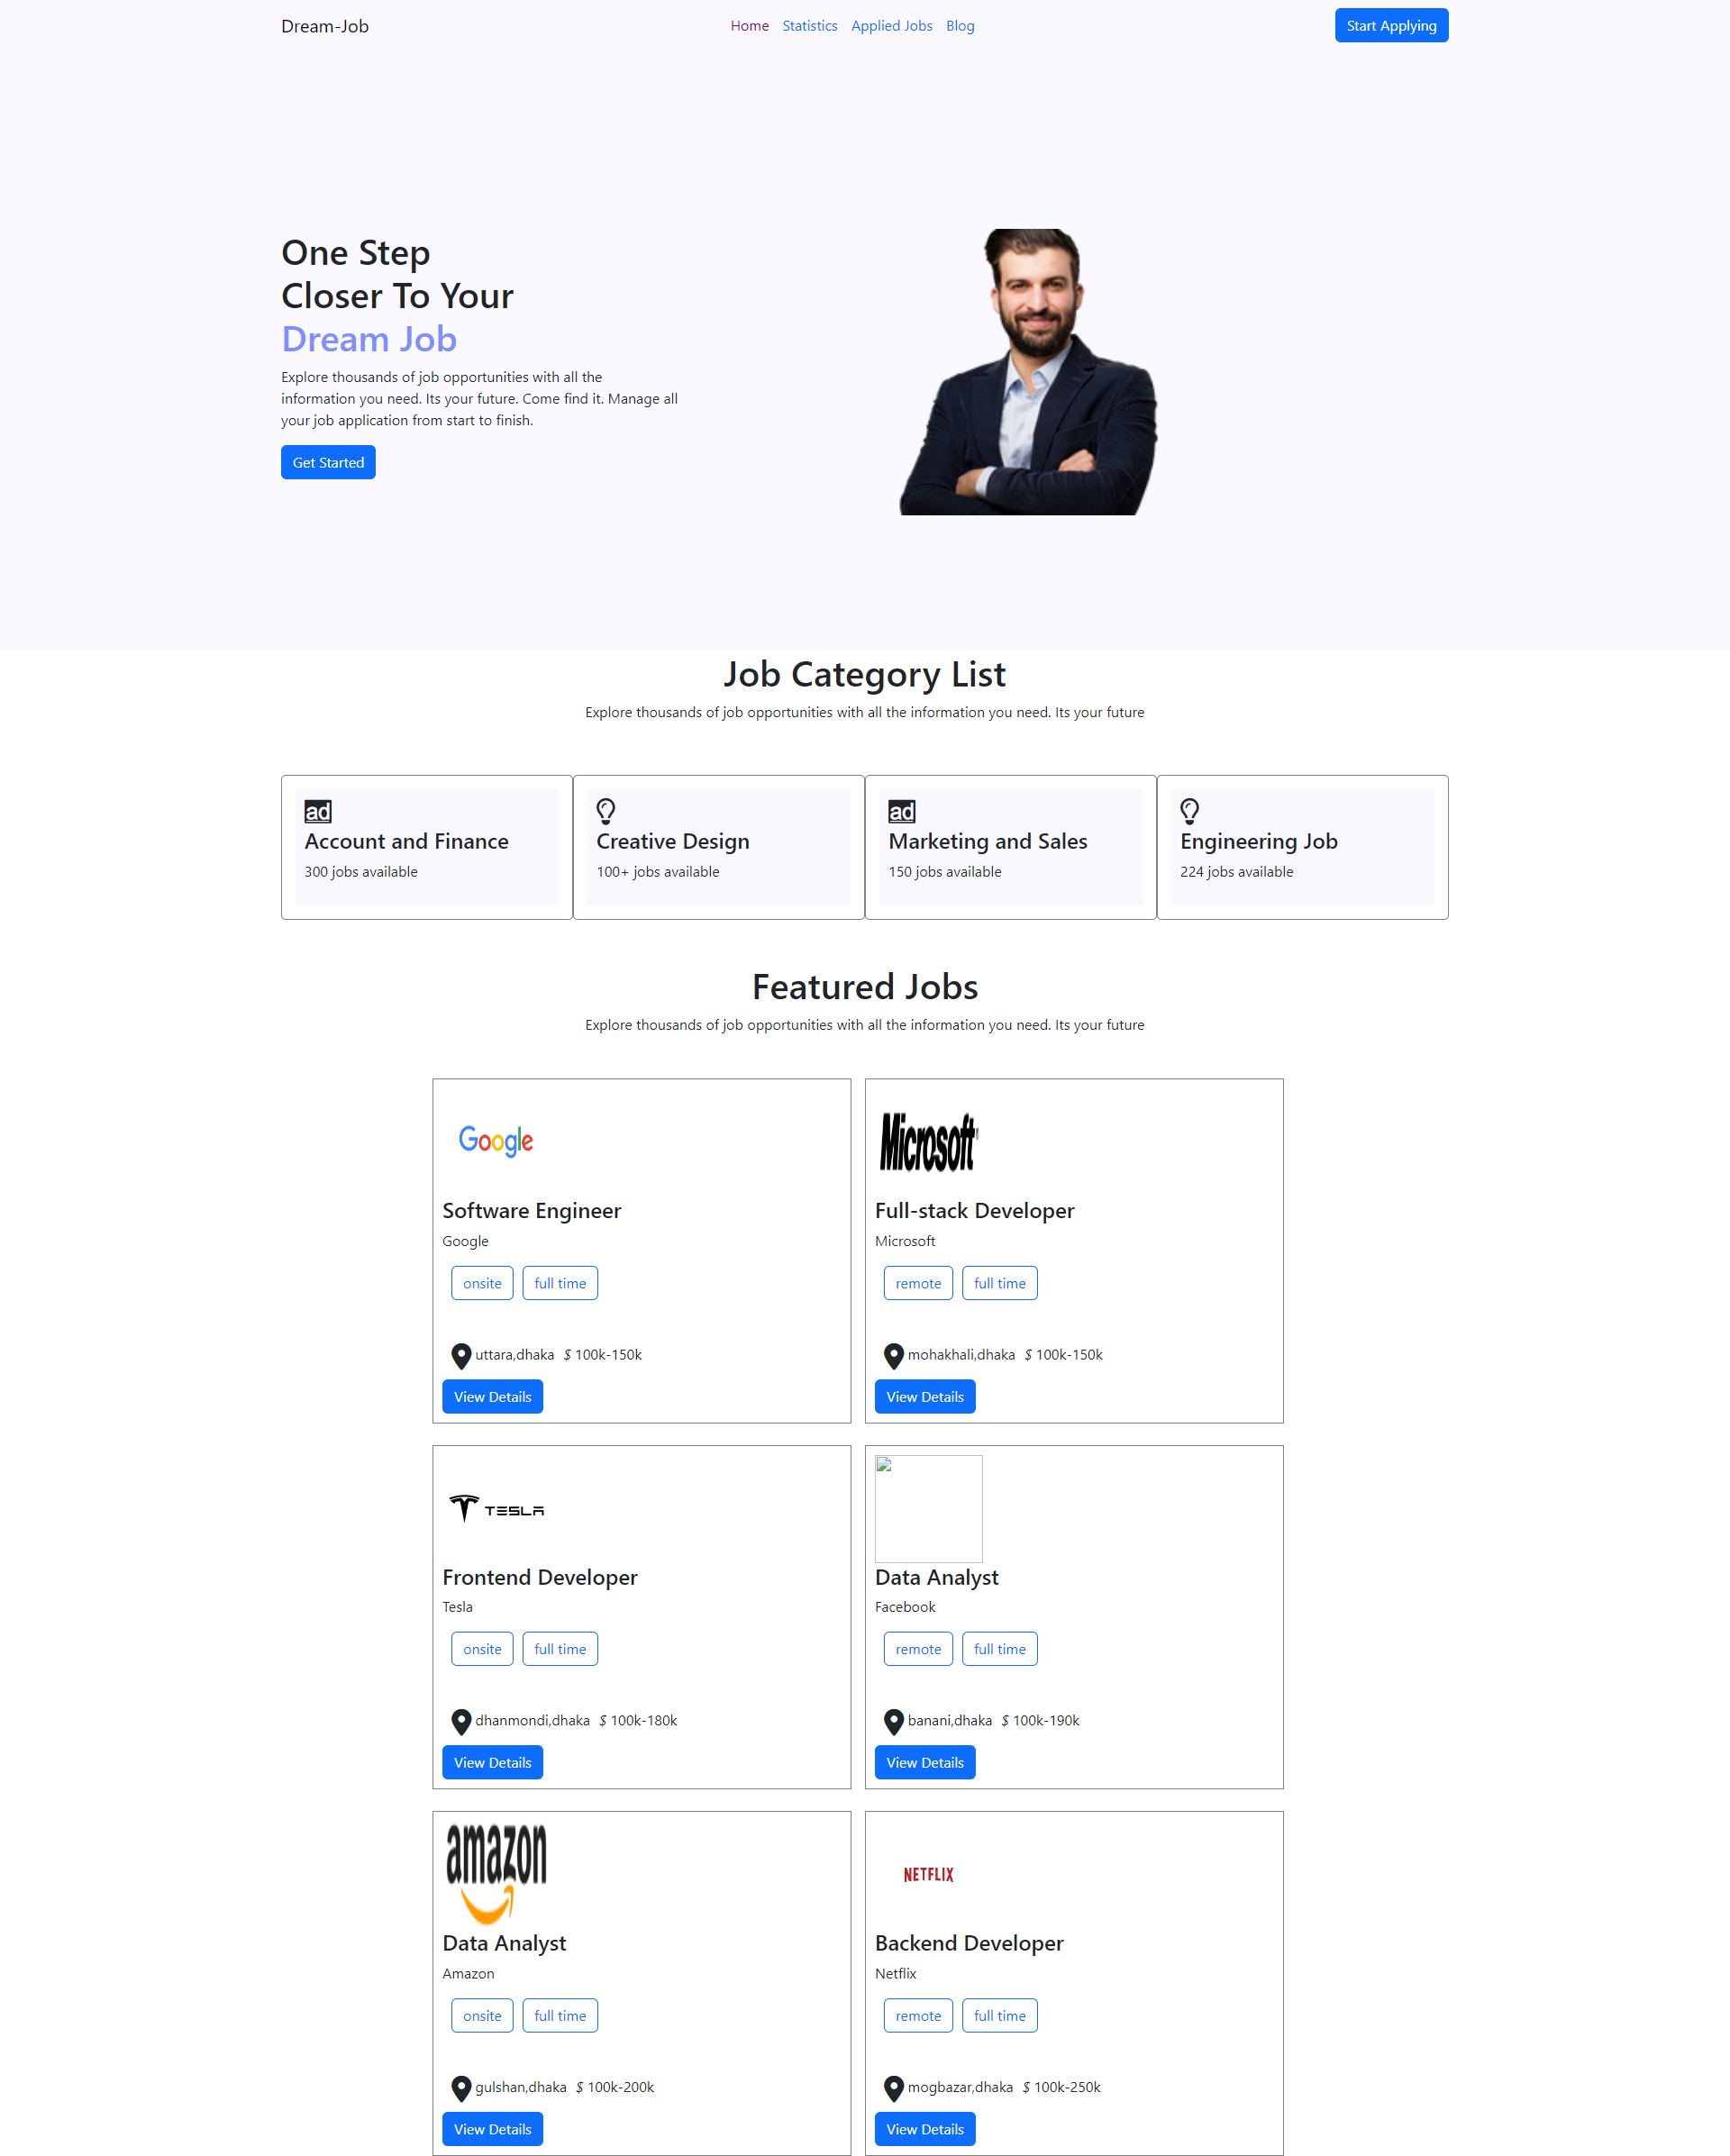 Dream-Job
Home Statistics Applied Jobs Blog
Start Applying
One Step
Closer To Your
Dream Job
Explore thousands of job opportunities with all the
information you need. Its your future. Come find it. Manage all
your job application from start to finish.
Get Started
Job Category List
Explore thousands of job opportunities with all the information you need. Its your future
ad
Account and Finance
300 jobs available
Creative Design
100+ jobs available
ad
Marketing and Sales
150 jobs available
Engineering Job
224 jobs available
Featured Jobs
Explore thousands of job opportunities with all the information you need. Its your future
Google
Software Engineer
Google
onsite full time
uttara,dhaka $ 100k-150k
View Details
Microsoft
Full-stack Developer
Microsoft
remote full time
mohakhali,dhaka $ 100k-150k
View Details
TESLA
Frontend Developer
Tesla
onsite full time
dhanmondi,dhaka $ 100k-180k
View Details
Data Analyst
Facebook
remote full time
banani,dhaka $ 100k-190k
View Details
amazon
Data Analyst
Amazon
onsite full time
gulshan,dhaka $ 100k-200k
View Details
NETFLIX
Backend Developer
Netflix
remote full time
mogbazar,dhaka $ 100k-250k
View Details